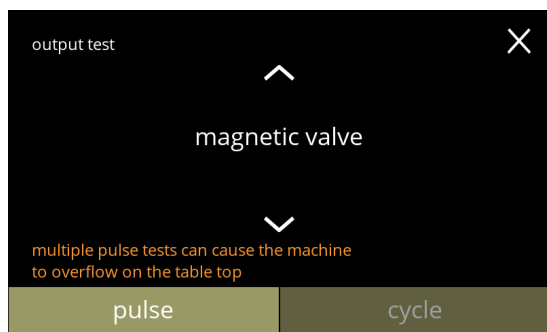 output test
magnetic valve
multiple pulse tests can cause the machine
to overflow on the table top
pulse
cycle